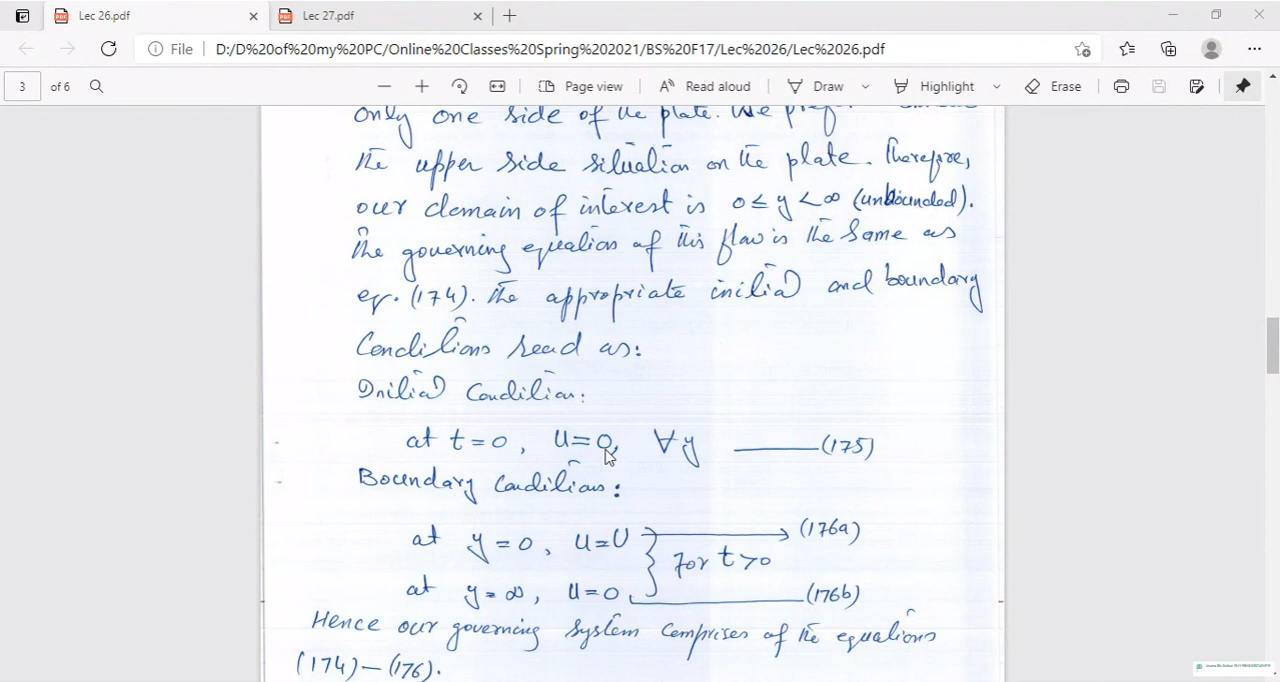 Lec 26.pdf
Lec 27.pdf
File D:/D%20of%20my%20PC/Online%20Classes%20Spring%202021/BS%20F17/Lec%2026/Lec%2026.pdf
3 of 6 Page view Read aloud Draw Highlight Erase
only one side of the plate. We
the upper side situation on the plate. Therefore,
our domain of interest is 0 ≤ y < ∞ (unbounded).
The governing equation of this flow is the same as
eq. (174). The appropriate initial and boundary
Conditions read as:
Initial Condition:
at t = 0, u = 0, ∀ y ——— (175)
Boundary Conditions:
at y = 0, u = U (176a)
for t > 0
at y = ∞, u = 0 (176b)
Hence our governing system comprises of the equations
(174) – (176).